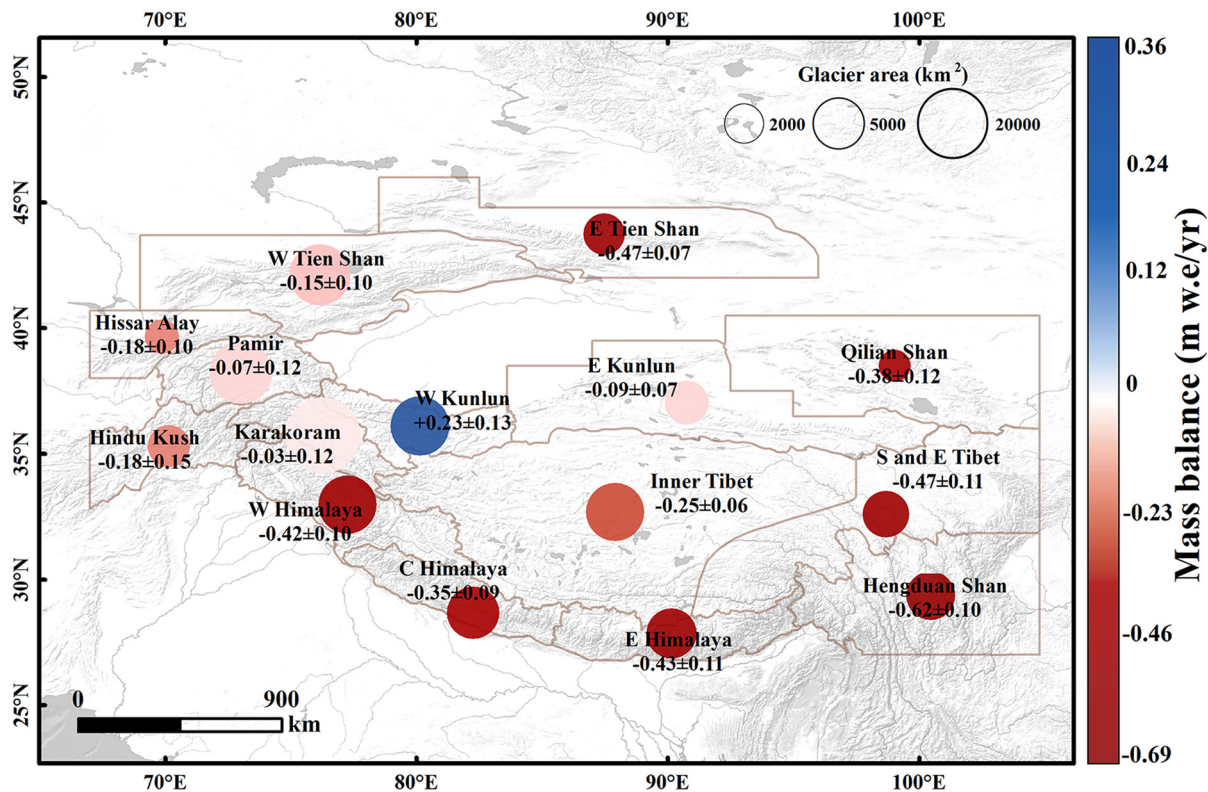 70°E 80°E 90°E 100°E
50°N
45°N
40°N
35°N
30°N
25°N
Glacier area (km²)
2000 5000 20000
E Tien Shan
-0.47±0.07
W Tien Shan
-0.15±0.10
Hissar Alay
-0.18±0.10
Pamir
-0.07±0.12
E Kunlun
-0.09±0.07
Qilian Shan
-0.38±0.12
W Kunlun
+0.23±0.13
Hindu Kush
-0.18±0.15
Karakoram
-0.03±0.12
S and E Tibet
-0.47±0.11
Inner Tibet
-0.25±0.06
W Himalaya
-0.42±0.10
C Himalaya
-0.35±0.09
Hengduan Shan
-0.62±0.10
E Himalaya
-0.43±0.11
0 900
km
70°E 80°E 90°E 100°E
0.36
0.24
0.12
0
-0.23
-0.46
-0.69
Mass balance (m w.e/yr)